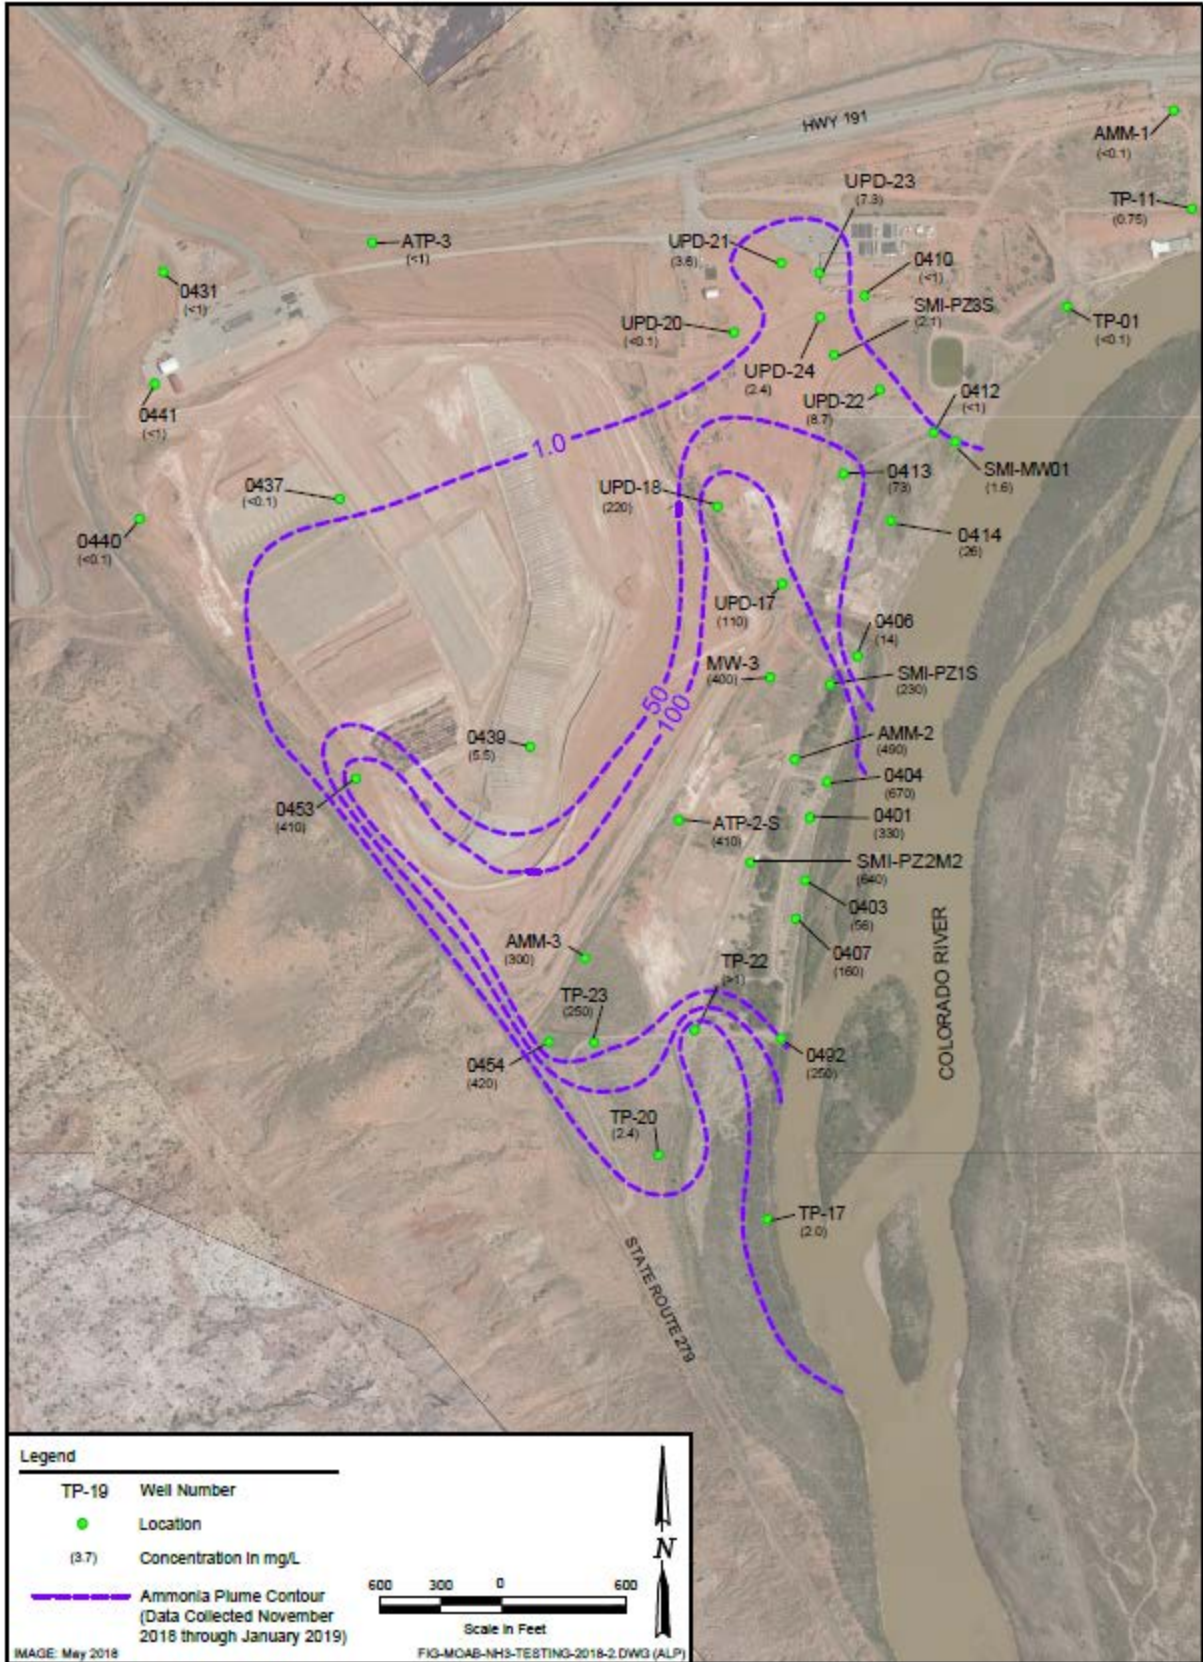 HWY 191
AMM-1
(<0.1)
UPD-23
(7.3)
TP-11
(0.75)
ATP-3
(<1)
UPD-21
(3.6)
0410
(<1)
0431
(<1)
SMI-PZ3S
(2.1)
TP-01
(<0.1)
UPD-20
(<0.1)
UPD-24
(2.4)
0441
(<1)
UPD-22
(8.7)
0412
(<1)
1.0
SMI-MW01
(1.6)
0413
(73)
0437
(<0.1)
UPD-18
(220)
0440
(<0.1)
0414
(26)
UPD-17
(110)
0406
(14)
MW-3
(400)
SMI-PZ1S
(230)
50
100
0439
(5.5)
AMM-2
(490)
0404
(670)
0453
(410)
ATP-2-S
(410)
0401
(330)
SMI-PZ2M2
(640)
0403
(56)
AMM-3
(300)
0407
(160)
TP-22
(>1)
TP-23
(250)
COLORADO RIVER
0454
(420)
0492
(250)
TP-20
(2.4)
TP-17
(2.0)
STATE ROUTE 279
Legend
TP-19 Well Number
Location
(3.7) Concentration in mg/L
Ammonia Plume Contour
(Data Collected November
2018 through January 2019)
N
600 300 0 600
Scale in Feet
IMAGE: May 2018
FIG-MOAB-NH3-TESTING-2018-2.DWG (ALP)